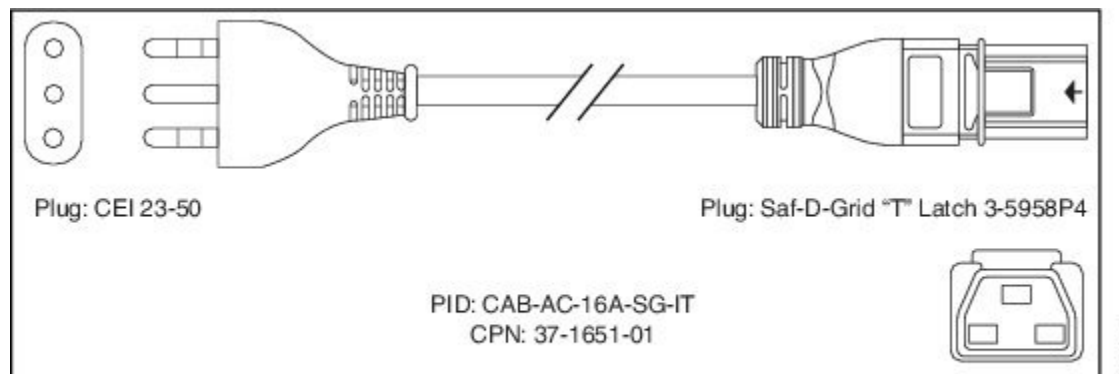 Plug: CEI 23-50
Plug: Saf-D-Grid “T” Latch 3-5958P4
PID: CAB-AC-16A-SG-IT
CPN: 37-1651-01